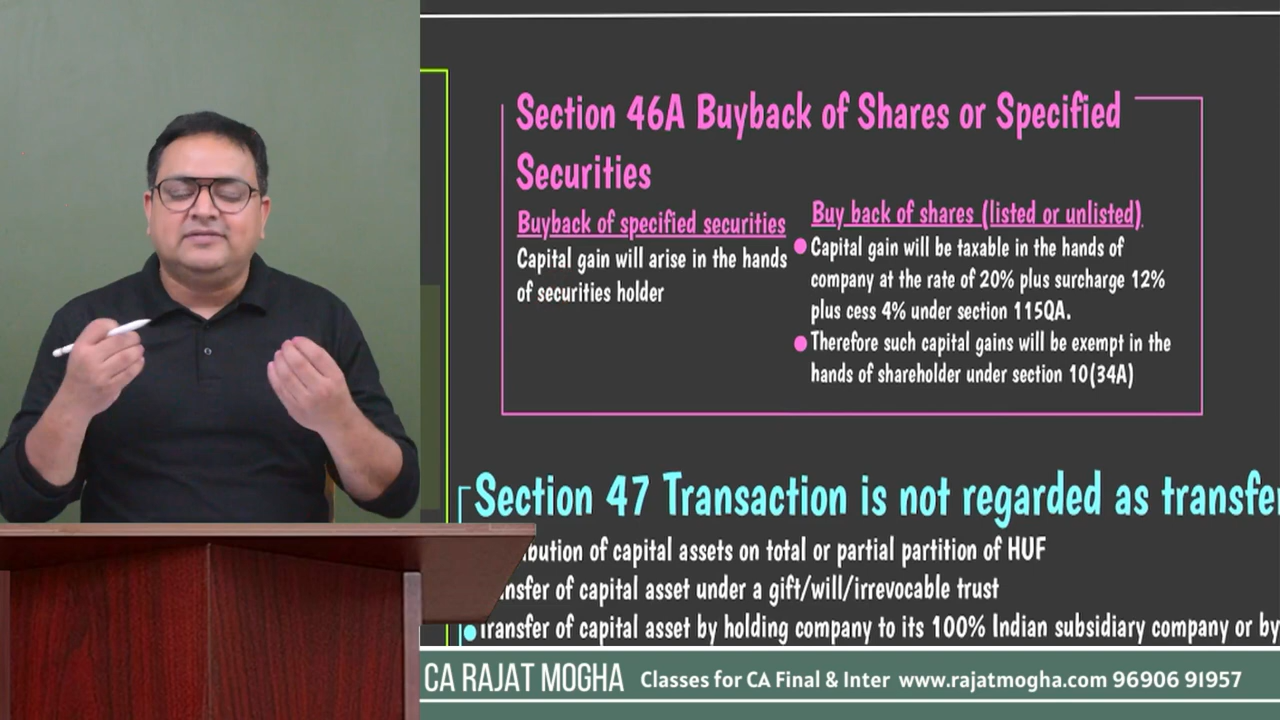 Section 46A Buyback of Shares or Specified
Securities
Buyback of specified securities
Capital gain will arise in the hands
of securities holder
Buy back of shares (listed or unlisted)
Capital gain will be taxable in the hands of
company at the rate of 20% plus surcharge 12%
plus cess 4% under section 115QA.
Therefore such capital gains will be exempt in the
hands of shareholder under section 10(34A)
Section 47 Transaction is not regarded as transfer
of capital assets on total or partial partition of HUF
of capital asset under a gift/will/irrevocable trust
Transfer of capital asset by holding company to its 100% Indian subsidiary company or by
CA RAJAT MOGHA Classes for CA Final & Inter www.rajatmogha.com 96906 91957